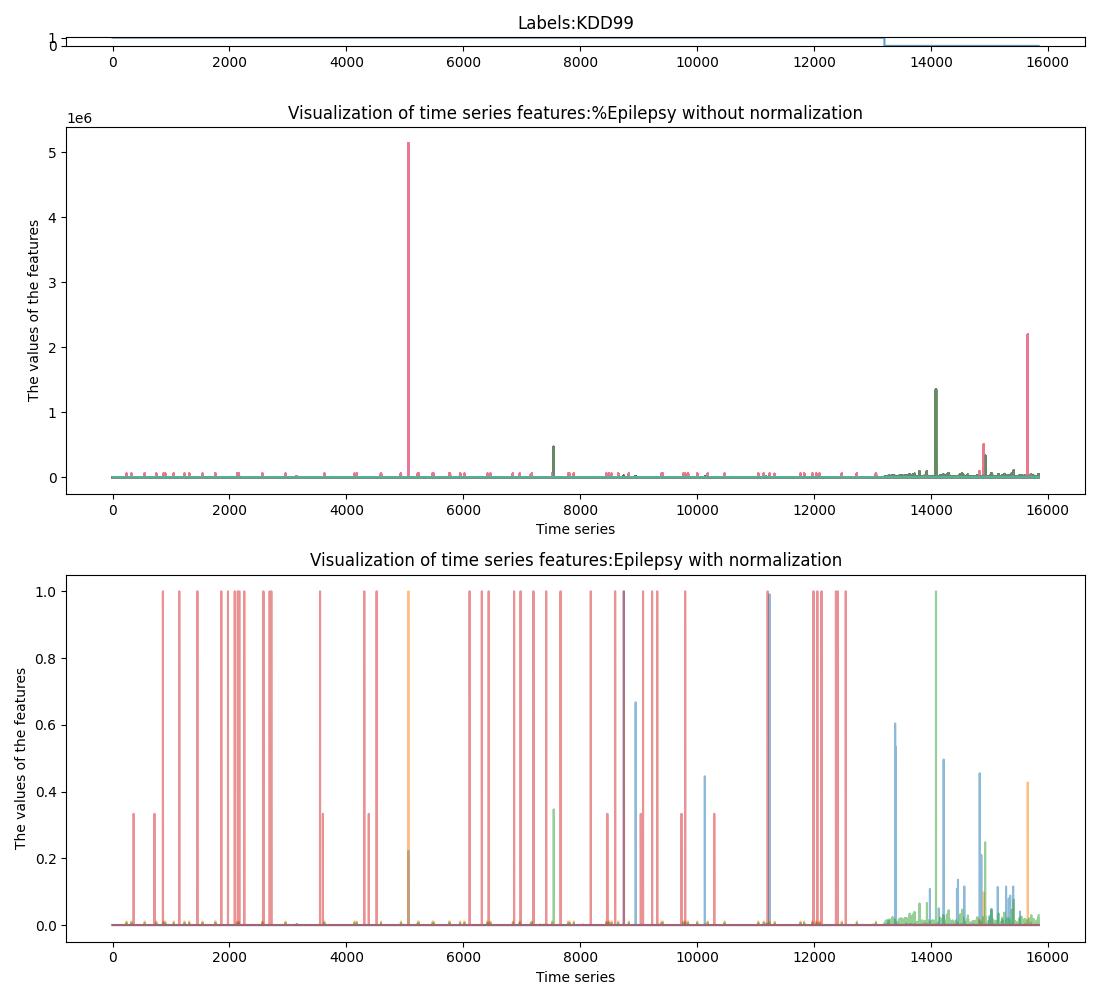 Labels:KDD99
1
0
0 2000 4000 6000 8000 10000 12000 14000 16000
Visualization of time series features:%Epilepsy without normalization
1e6
5
4
3
2
1
0
The values of the features
0 2000 4000 6000 8000 10000 12000 14000 16000
Time series
Visualization of time series features:Epilepsy with normalization
1.0
0.8
0.6
0.4
0.2
0.0
The values of the features
0 2000 4000 6000 8000 10000 12000 14000 16000
Time series